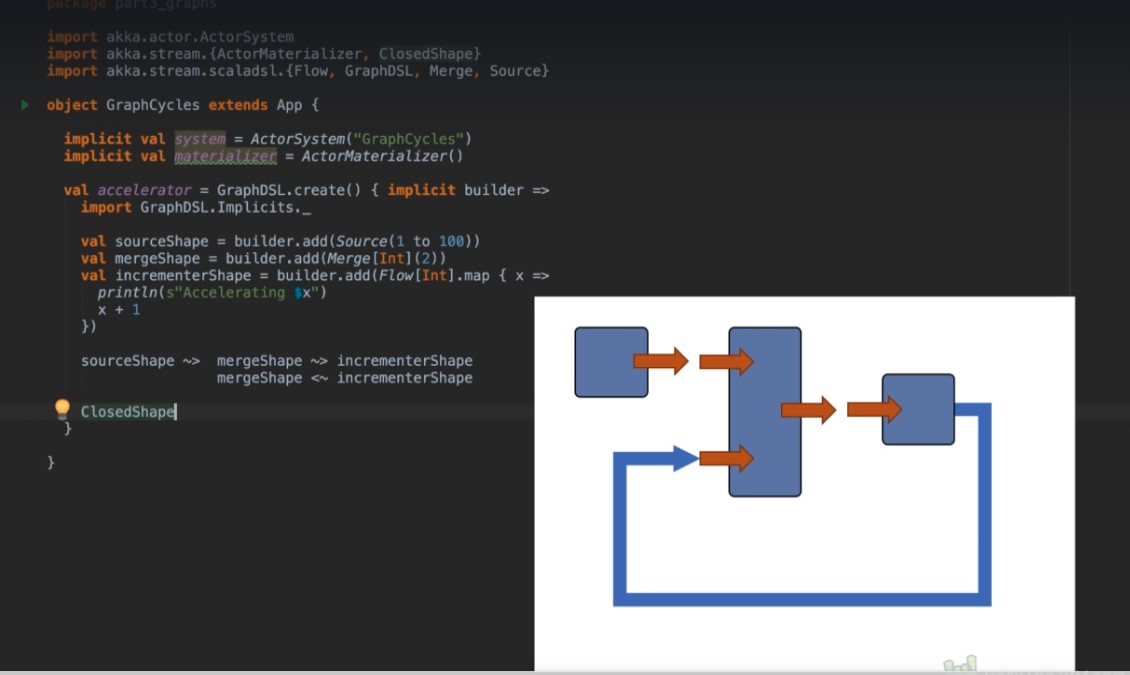 package part3_graphs
import akka.actor.ActorSystem
import akka.stream.{ActorMaterializer, ClosedShape}
import akka.stream.scaladsl.{Flow, GraphDSL, Merge, Source}
object GraphCycles extends App {
implicit val system = ActorSystem("GraphCycles")
implicit val materializer = ActorMaterializer()
val accelerator = GraphDSL.create() { implicit builder =>
import GraphDSL.Implicits._
val sourceShape = builder.add(Source(1 to 100))
val mergeShape = builder.add(Merge[Int](2))
val incrementerShape = builder.add(Flow[Int].map { x =>
println(s"Accelerating $x")
x + 1
})
sourceShape ~> mergeShape ~> incrementerShape
mergeShape <~ incrementerShape
ClosedShape
}
}